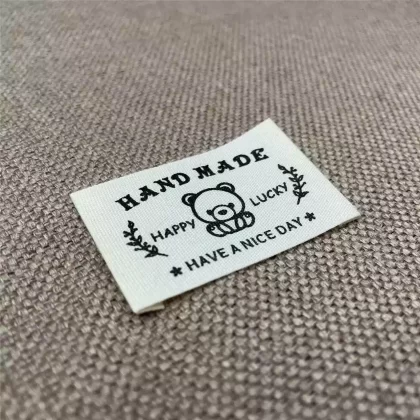 HAND MADE
HAPPY LUCKY
★ HAVE A NICE DAY ★